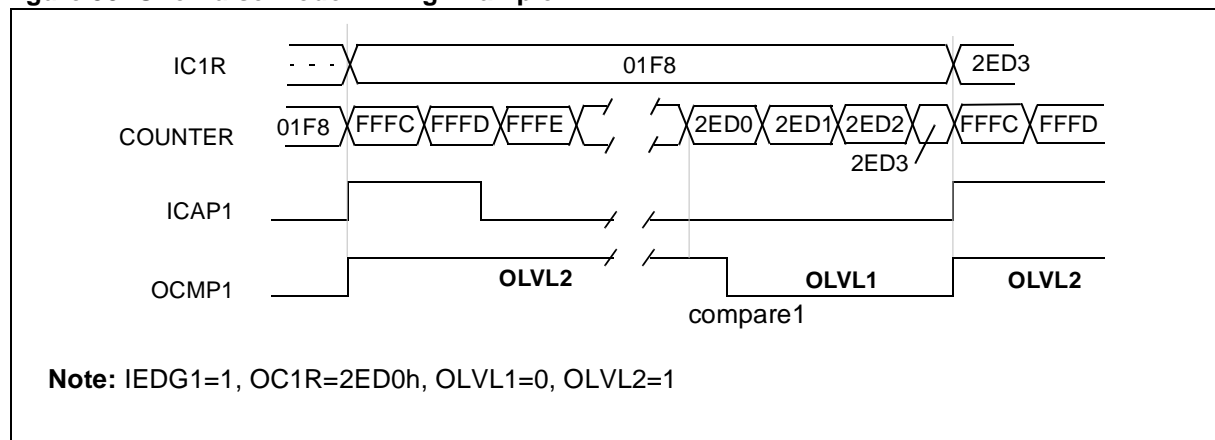 IC1R
- - -
01F8
2ED3
COUNTER
01F8
FFFC
FFFD
FFFE
2ED0
2ED1
2ED2
FFFC
FFFD
2ED3
ICAP1
OCMP1
OLVL2
OLVL1
OLVL2
compare1
Note: IEDG1=1, OC1R=2ED0h, OLVL1=0, OLVL2=1